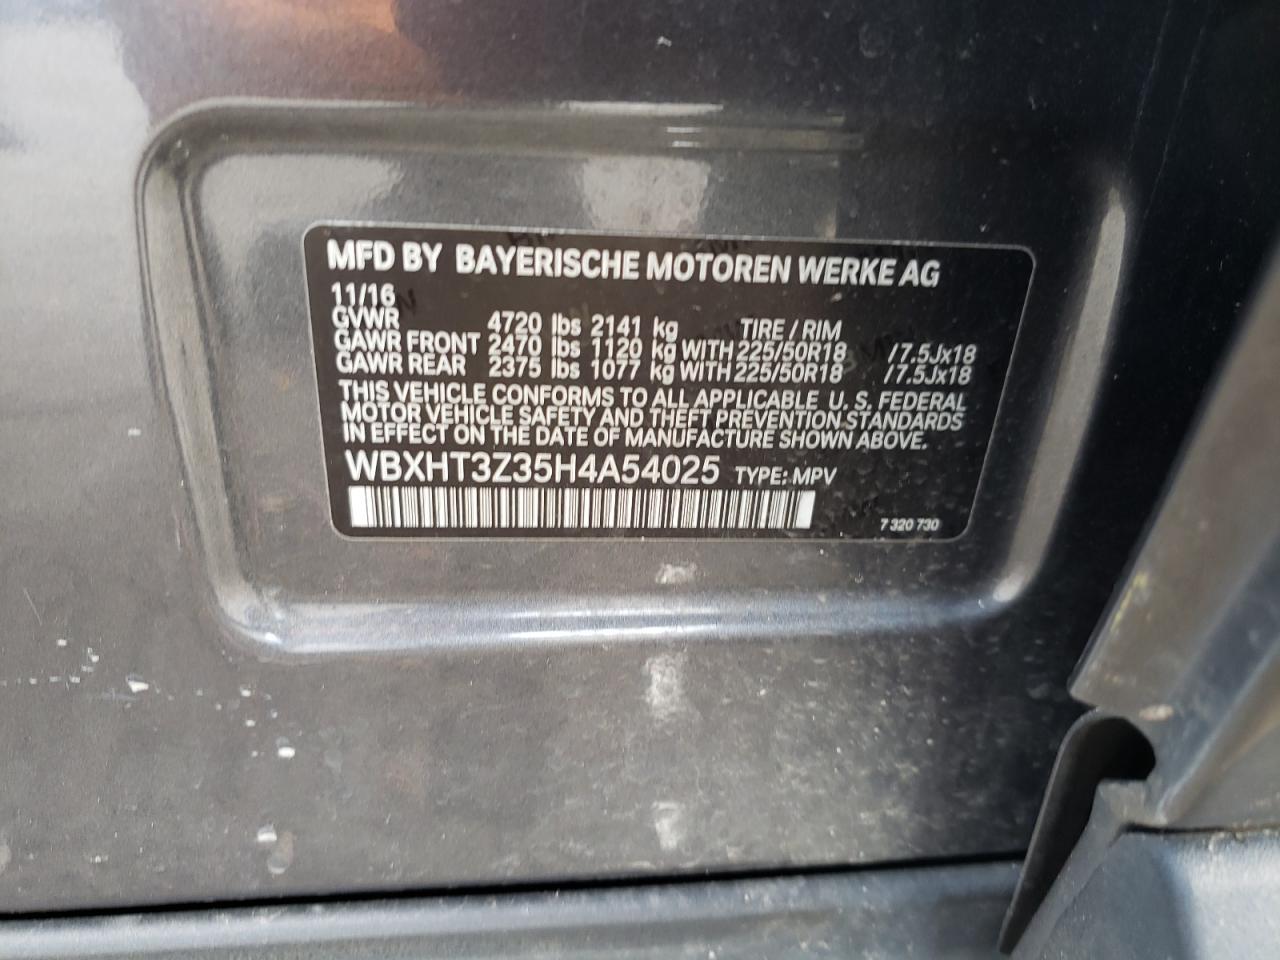 MFD BY BAYERISCHE MOTOREN WERKE AG
11/16
GVWR 4720 lbs 2141 kg TIRE / RIM
GAWR FRONT 2470 lbs 1120 kg WITH 225/50R18 /7.5Jx18
GAWR REAR 2375 lbs 1077 kg WITH 225/50R18 /7.5Jx18
THIS VEHICLE CONFORMS TO ALL APPLICABLE U. S. FEDERAL
MOTOR VEHICLE SAFETY AND THEFT PREVENTION STANDARDS
IN EFFECT ON THE DATE OF MANUFACTURE SHOWN ABOVE.
WBXHT3Z35H4A54025 TYPE: MPV
7 320 730